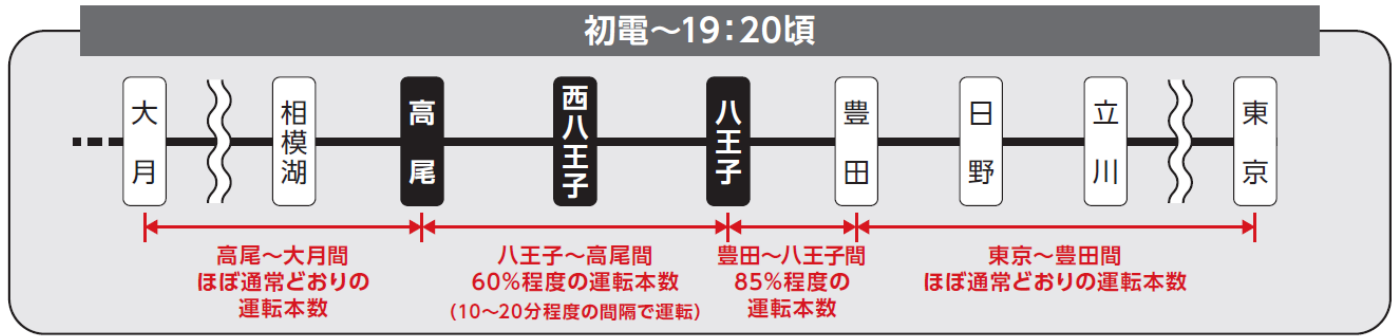 初電～19：20頃
大月
相模湖
高尾
西八王子
八王子
豊田
日野
立川
東京
高尾～大月間
ほぼ通常どおりの
運転本数
八王子～高尾間
60%程度の運転本数
(10～20分程度の間隔で運転)
豊田～八王子間
85%程度の
運転本数
東京～豊田間
ほぼ通常どおりの運転本数